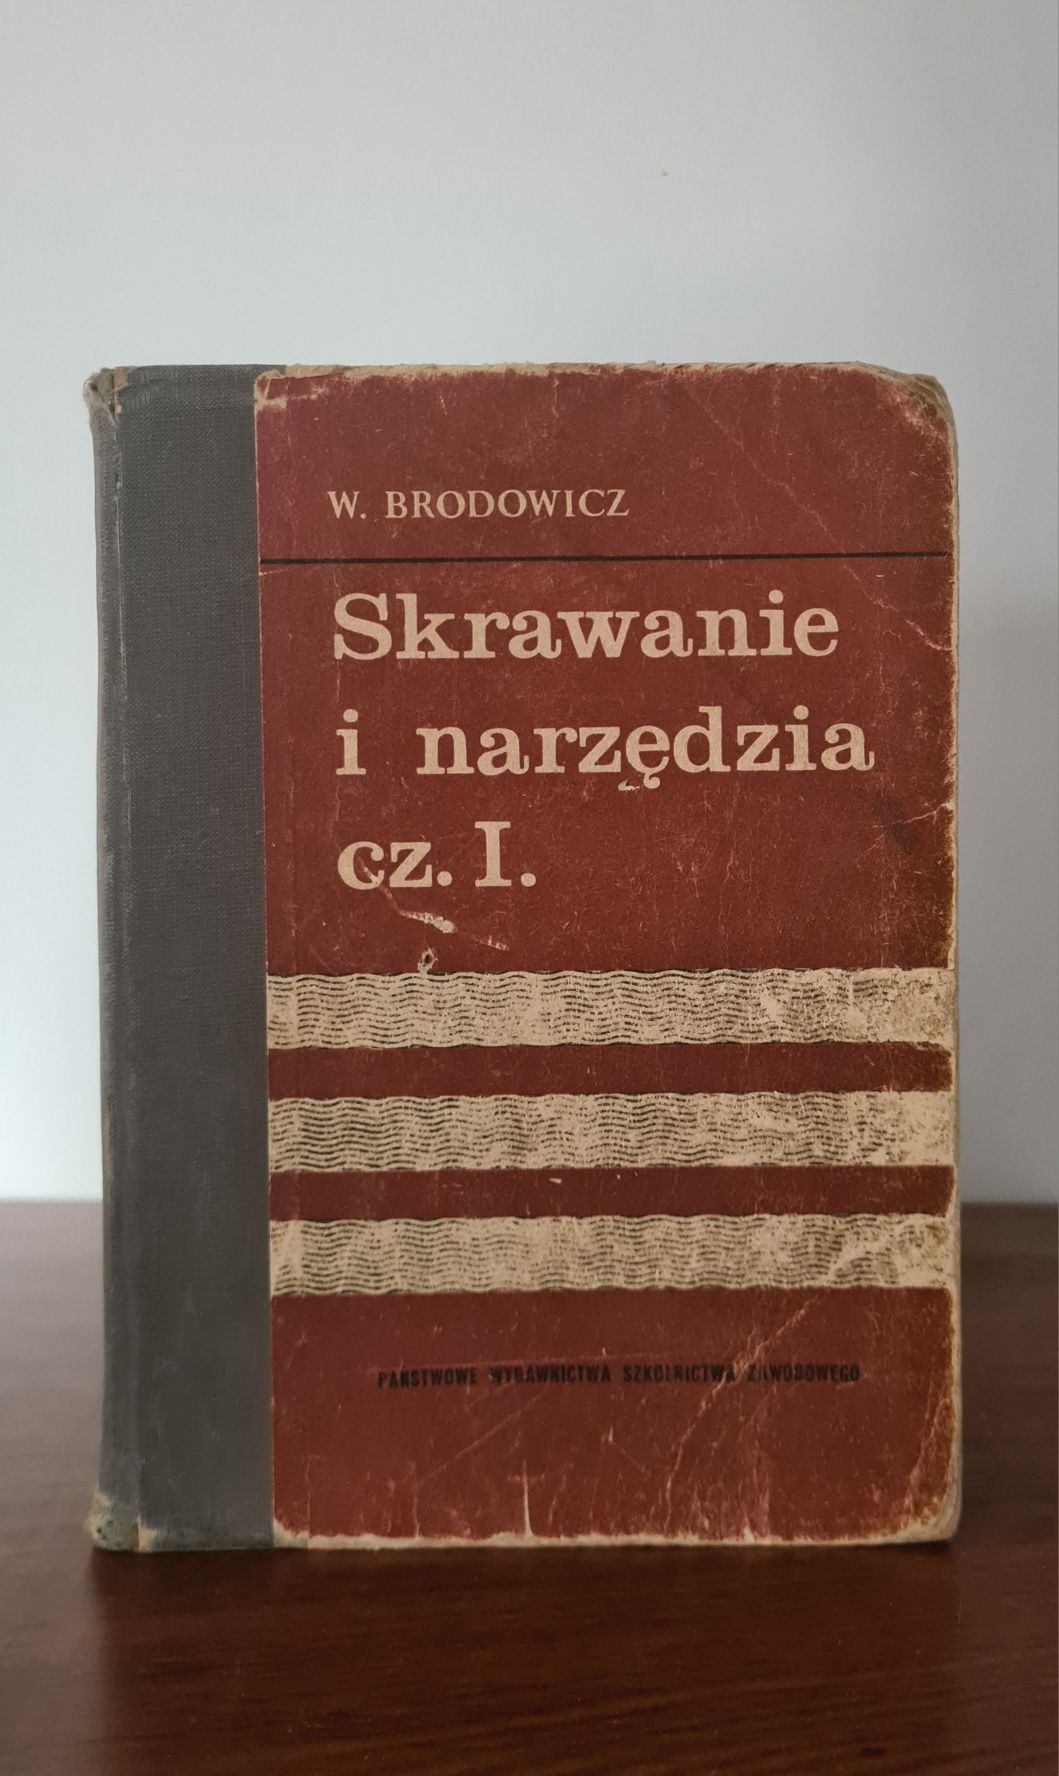 W. BRODOWICZ
Skrawanie
i narzędzia
cz. I.
PAŃSTWOWE WYDAWNICTWA SZKOLNICTWA ZAWODOWEGO